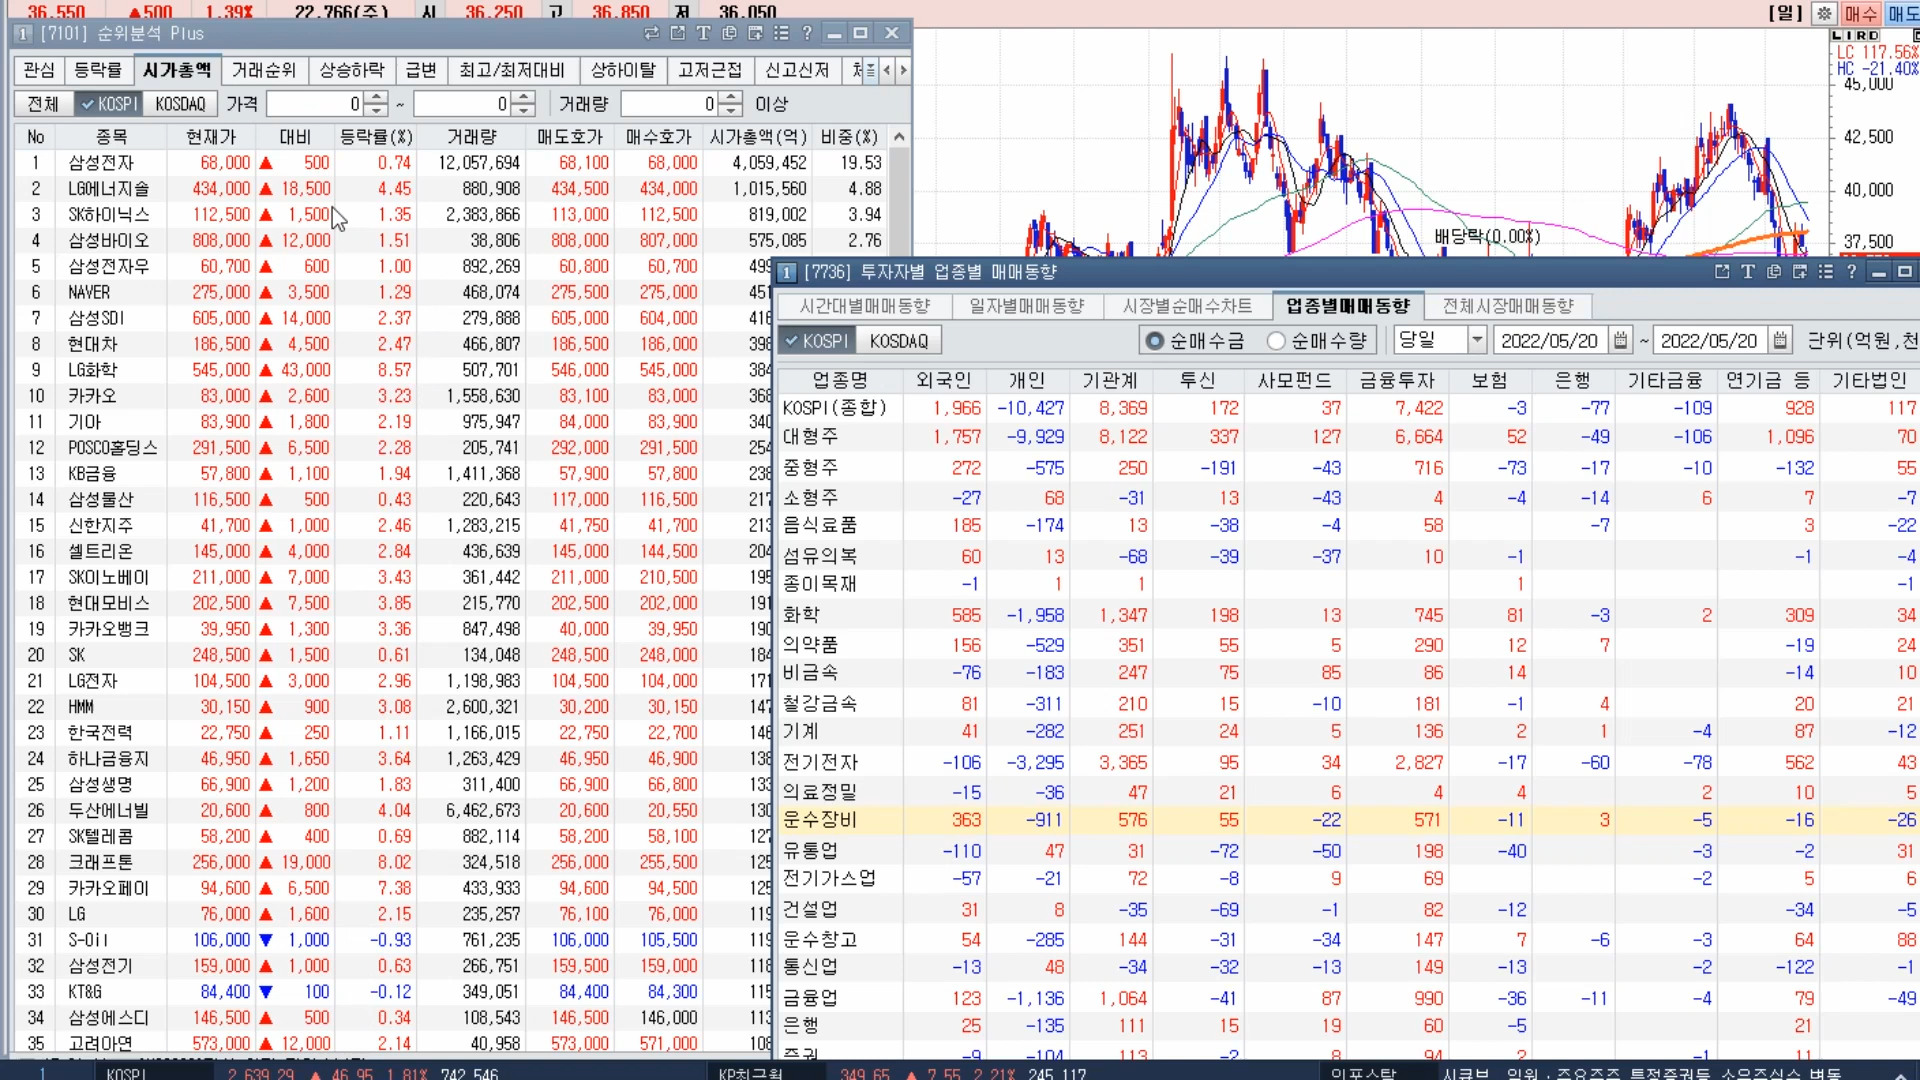 36,550 ▲500 1.39% 22,766(주) 시 36,250 고 36,850 저 36,050 [일] 매수 매도
1 [7101] 순위분석 Plus
관심 등락률 시가총액 거래순위 상승하락 급변 최고/최저대비 상하이탈 고저근접 신고신저
전체 KOSPI KOSDAQ 가격 0 ~ 0 거래량 0 이상
No 종목 현재가 대비 등락률(%) 거래량 매도호가 매수호가 시가총액(억) 비중(%)
1 삼성전자 68,000 ▲ 500 0.74 12,057,694 68,100 68,000 4,059,452 19.53
2 LG에너지솔 434,000 ▲ 18,500 4.45 880,908 434,500 434,000 1,015,560 4.88
3 SK하이닉스 112,500 ▲ 1,500 1.35 2,383,866 113,000 112,500 819,002 3.94
4 삼성바이오 808,000 ▲ 12,000 1.51 38,806 808,000 807,000 575,085 2.76
5 삼성전자우 60,700 ▲ 600 1.00 892,269 60,800 60,700 499
6 NAVER 275,000 ▲ 3,500 1.29 468,074 275,500 275,000 451
7 삼성SDI 605,000 ▲ 14,000 2.37 279,888 605,000 604,000 416
8 현대차 186,500 ▲ 4,500 2.47 466,807 186,500 186,000 398
9 LG화학 545,000 ▲ 43,000 8.57 507,701 546,000 545,000 384
10 카카오 83,000 ▲ 2,600 3.23 1,558,630 83,100 83,000 368
11 기아 83,900 ▲ 1,800 2.19 975,947 84,000 83,900 340
12 POSCO홀딩스 291,500 ▲ 6,500 2.28 205,741 292,000 291,500 254
13 KB금융 57,800 ▲ 1,100 1.94 1,411,368 57,900 57,800 238
14 삼성물산 116,500 ▲ 500 0.43 220,643 117,000 116,500 217
15 신한지주 41,700 ▲ 1,000 2.46 1,283,215 41,750 41,700 213
16 셀트리온 145,000 ▲ 4,000 2.84 436,639 145,000 144,500 204
17 SK이노베이 211,000 ▲ 7,000 3.43 361,442 211,000 210,500 195
18 현대모비스 202,500 ▲ 7,500 3.85 215,770 202,500 202,000 191
19 카카오뱅크 39,950 ▲ 1,300 3.36 847,498 40,000 39,950 190
20 SK 248,500 ▲ 1,500 0.61 134,048 248,500 248,000 184
21 LG전자 104,500 ▲ 3,000 2.96 1,198,983 104,500 104,000 171
22 HMM 30,150 ▲ 900 3.08 2,600,321 30,200 30,150 147
23 한국전력 22,750 ▲ 250 1.11 1,166,015 22,750 22,700 146
24 하나금융지 46,950 ▲ 1,650 3.64 1,263,429 46,950 46,900 138
25 삼성생명 66,900 ▲ 1,200 1.83 311,400 66,900 66,800 133
26 두산에너빌 20,600 ▲ 800 4.04 6,462,673 20,600 20,550 130
27 SK텔레콤 58,200 ▲ 400 0.69 882,114 58,200 58,100 127
28 크래프톤 256,000 ▲ 19,000 8.02 324,518 256,000 255,500 125
29 카카오페이 94,600 ▲ 6,500 7.38 433,933 94,600 94,500 125
30 LG 76,000 ▲ 1,600 2.15 235,257 76,100 76,000 119
31 S-Oil 106,000 ▼ 1,000 -0.93 761,235 106,000 105,500 119
32 삼성전기 159,000 ▲ 1,000 0.63 266,751 159,500 159,000 118
33 KT&G 84,400 ▼ 100 -0.12 349,051 84,400 84,300 115
34 삼성에스디 146,500 ▲ 500 0.34 108,543 146,500 146,000 113
35 고려아연 573,000 ▲ 12,000 2.14 40,958 573,000 571,000 108
LIRD
LC 117.56%
HC -21.40%
45,000
42,500
40,000
37,500
배당락(0.00%)
1 [7736] 투자자별 업종별 매매동향
시간대별매매동향 일자별매매동향 시장별순매수차트 업종별매매동향 전체시장매매동향
KOSPI KOSDAQ 순매수금 순매수량 당일 2022/05/20 ~ 2022/05/20 단위(억원,천
업종명 외국인 개인 기관계 투신 사모펀드 금융투자 보험 은행 기타금융 연기금 등 기타법인
KOSPI(종합) 1,966 -10,427 8,369 172 37 7,422 -3 -77 -109 928 117
대형주 1,757 -9,929 8,122 337 127 6,664 52 -49 -106 1,096 70
중형주 272 -575 250 -191 -43 716 -73 -17 -10 -132 55
소형주 -27 68 -31 13 -43 4 -4 -14 6 7 -7
음식료품 185 -174 13 -38 -4 58 -7 3 -22
섬유의복 60 13 -68 -39 -37 10 -1 -1 -4
종이목재 -1 1 1 1 -1
화학 585 -1,958 1,347 198 13 745 81 -3 2 309 34
의약품 156 -529 351 55 5 290 12 7 -19 24
비금속 -76 -183 247 75 85 86 14 -14 10
철강금속 81 -311 210 15 -10 181 -1 4 20 21
기계 41 -282 251 24 5 136 2 1 -4 87 -12
전기전자 -106 -3,295 3,365 95 34 2,827 -17 -60 -78 562 43
의료정밀 -15 -36 47 21 6 4 4 2 10 5
운수장비 363 -911 576 55 -22 571 -11 3 -5 -16 -26
유통업 -110 47 31 -72 -50 198 -40 -3 -2 31
전기가스업 -57 -21 72 -8 9 69 -2 5 6
건설업 31 8 -35 -69 -1 82 -12 -34 -5
운수창고 54 -285 144 -31 -34 147 7 -6 -3 64 88
통신업 -13 48 -34 -32 -13 149 -13 -2 -122 -1
금융업 123 -1,136 1,064 -41 87 990 -36 -11 -4 79 -49
은행 25 -135 111 15 19 60 -5 21
증권 -9 -104 113 -2 8 94 2 -1 11
1 KOSPI 2,639.29 ▲ 46.95 1.81% 742,546 KP최근월 349.65 ▲ 7.55 2.21% 245,117 인포스탁